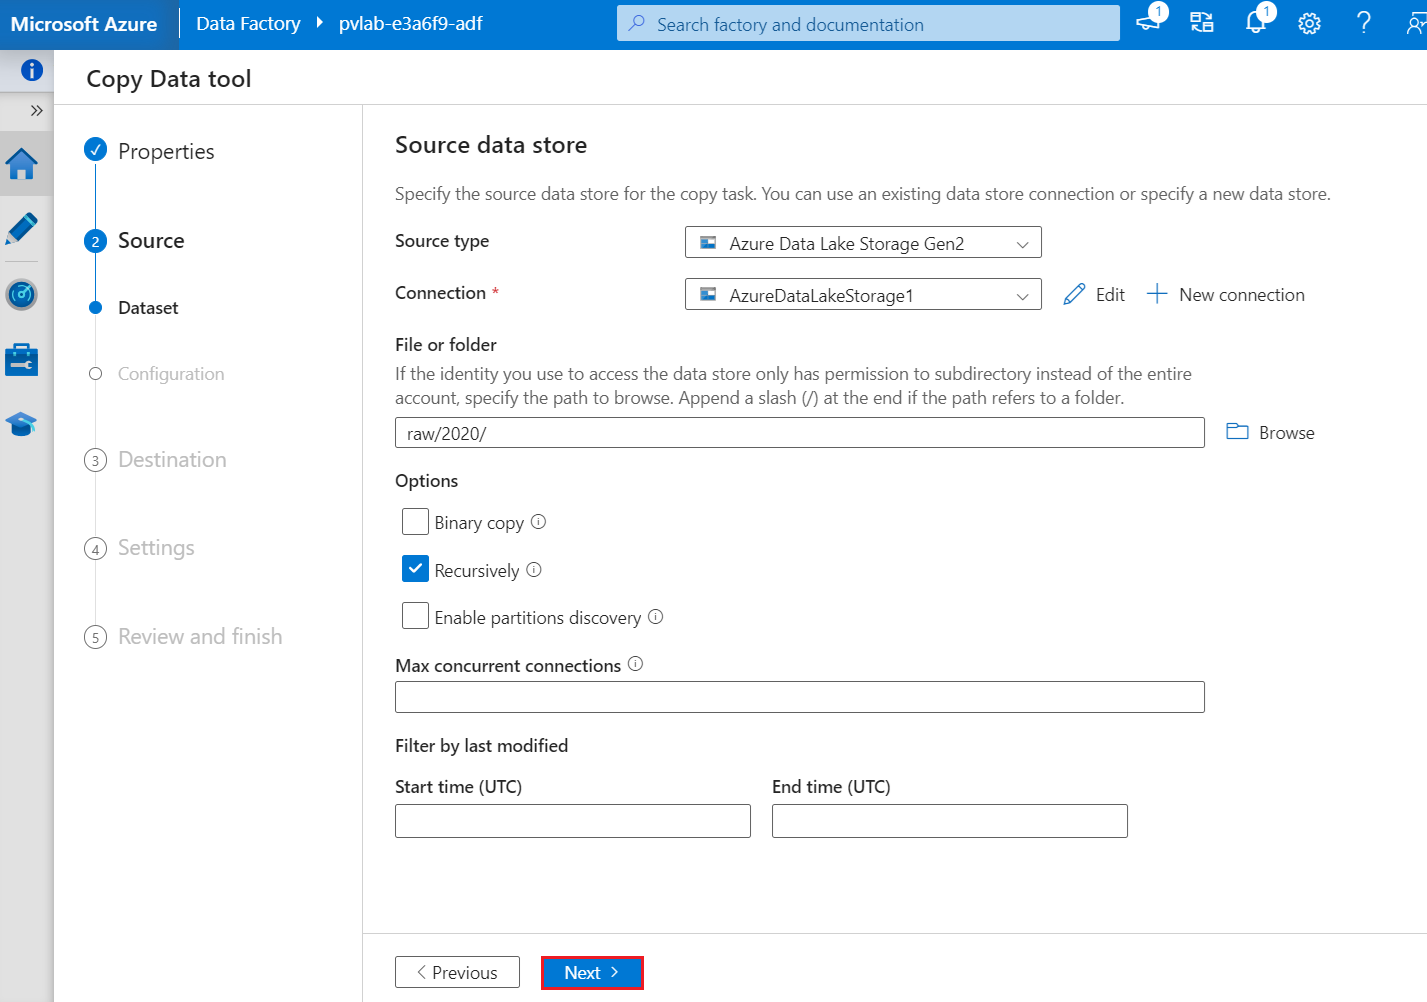 Microsoft Azure Data Factory pvlab-e3a6f9-adf Search factory and documentation 1 1
Copy Data tool
Properties
2 Source
Dataset
Configuration
3 Destination
4 Settings
5 Review and finish
Source data store
Specify the source data store for the copy task. You can use an existing data store connection or specify a new data store.
Source type Azure Data Lake Storage Gen2
Connection * AzureDataLakeStorage1 Edit New connection
File or folder
If the identity you use to access the data store only has permission to subdirectory instead of the entire
account, specify the path to browse. Append a slash (/) at the end if the path refers to a folder.
raw/2020/ Browse
Options
Binary copy
Recursively
Enable partitions discovery
Max concurrent connections
Filter by last modified
Start time (UTC) End time (UTC)
< Previous Next >